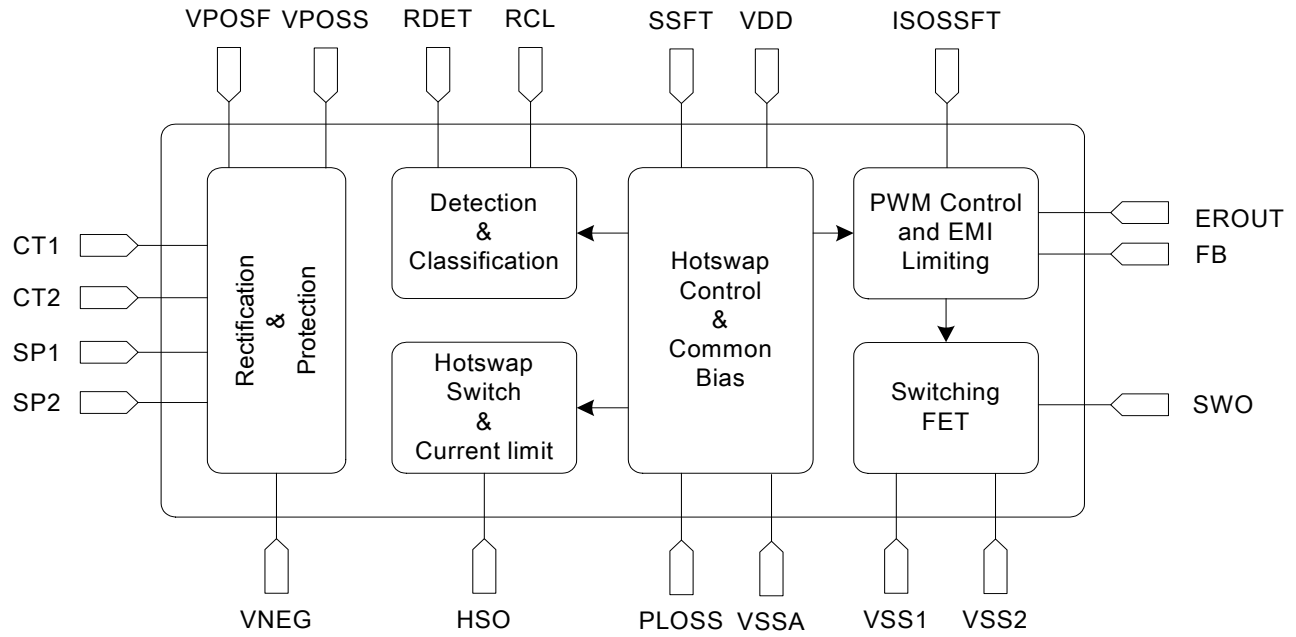 VPOSF
VPOSS
RDET
RCL
SSFT
VDD
ISOSSFT
CT1
CT2
SP1
SP2
Rectification
&
Protection
Detection
&
Classification
Hotswap
Switch
&
Current limit
Hotswap
Control
&
Common
Bias
PWM Control
and EMI
Limiting
Switching
FET
EROUT
FB
SWO
VNEG
HSO
PLOSS
VSSA
VSS1
VSS2